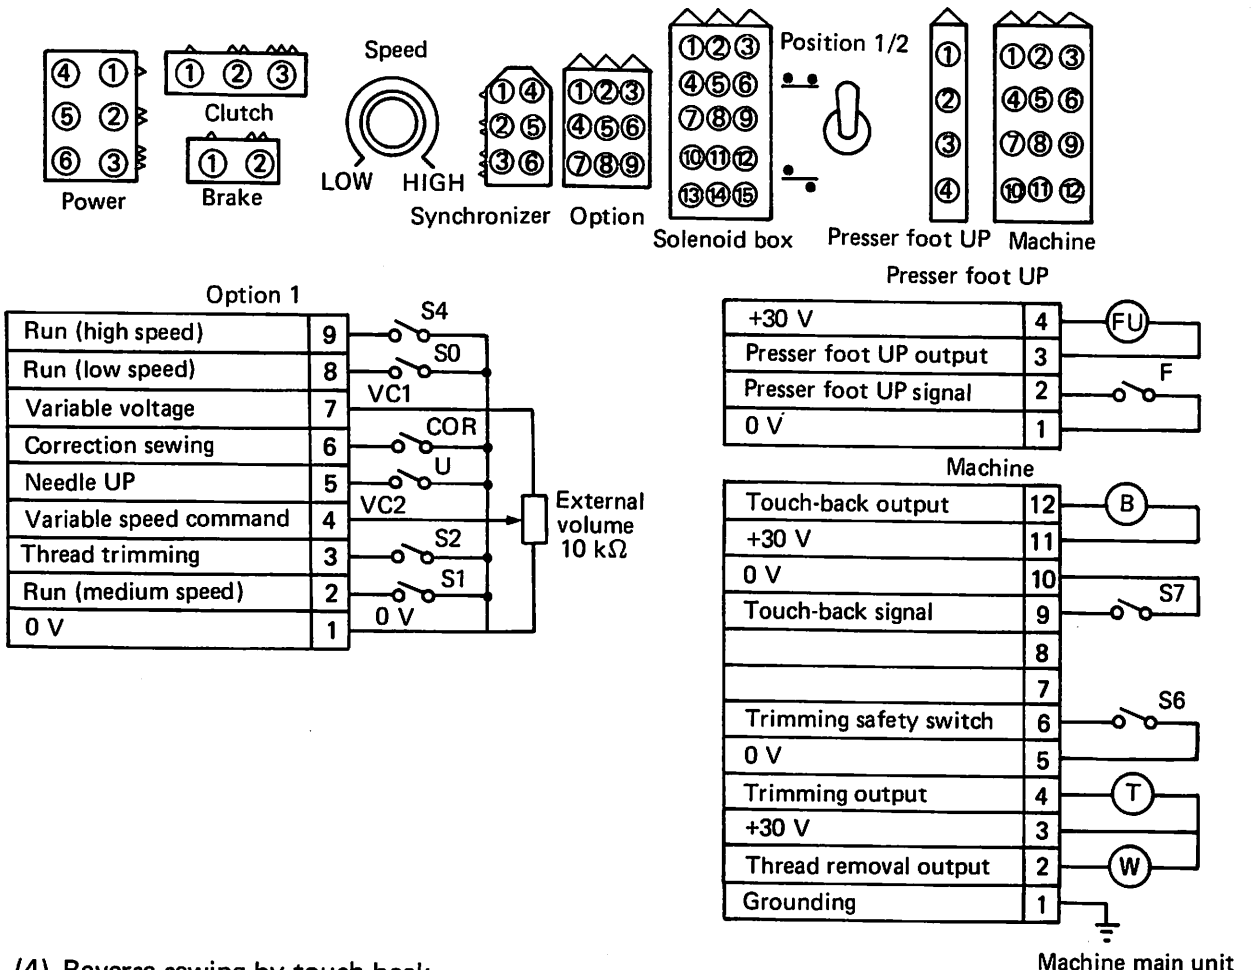 Speed
Position 1/2
④ ① ① ② ③
⑤ ②
⑥ ③
Clutch
① ②
Brake
Power
LOW HIGH
① ④
② ⑤
③ ⑥
Synchronizer
① ② ③
④ ⑤ ⑥
⑦ ⑧ ⑨
Option
① ② ③
④ ⑤ ⑥
⑦ ⑧ ⑨
⑩ ⑪ ⑫
⑬ ⑭ ⑮
Solenoid box
①
②
③
④
Presser foot UP
① ② ③
④ ⑤ ⑥
⑦ ⑧ ⑨
⑩ ⑪ ⑫
Machine
Option 1
Run (high speed) 9 S4
Run (low speed) 8 S0
Variable voltage 7 VC1
Correction sewing 6 COR
Needle UP 5 U
Variable speed command 4 VC2
Thread trimming 3 S2
Run (medium speed) 2 S1
0 V 1 0 V
External
volume
10 kΩ
Presser foot UP
+30 V 4 FU
Presser foot UP output 3
Presser foot UP signal 2 F
0 V 1
Machine
Touch-back output 12 B
+30 V 11
0 V 10
Touch-back signal 9 S7
8
7
Trimming safety switch 6 S6
0 V 5
Trimming output 4 T
+30 V 3
Thread removal output 2 W
Grounding 1
Machine main unit
(4) Reverse sewing by touch back